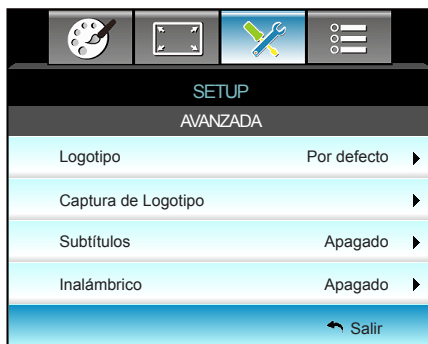 SETUP
AVANZADA
Logotipo Por defecto
Captura de Logotipo
Subtítulos Apagado
Inalámbrico Apagado
Salir